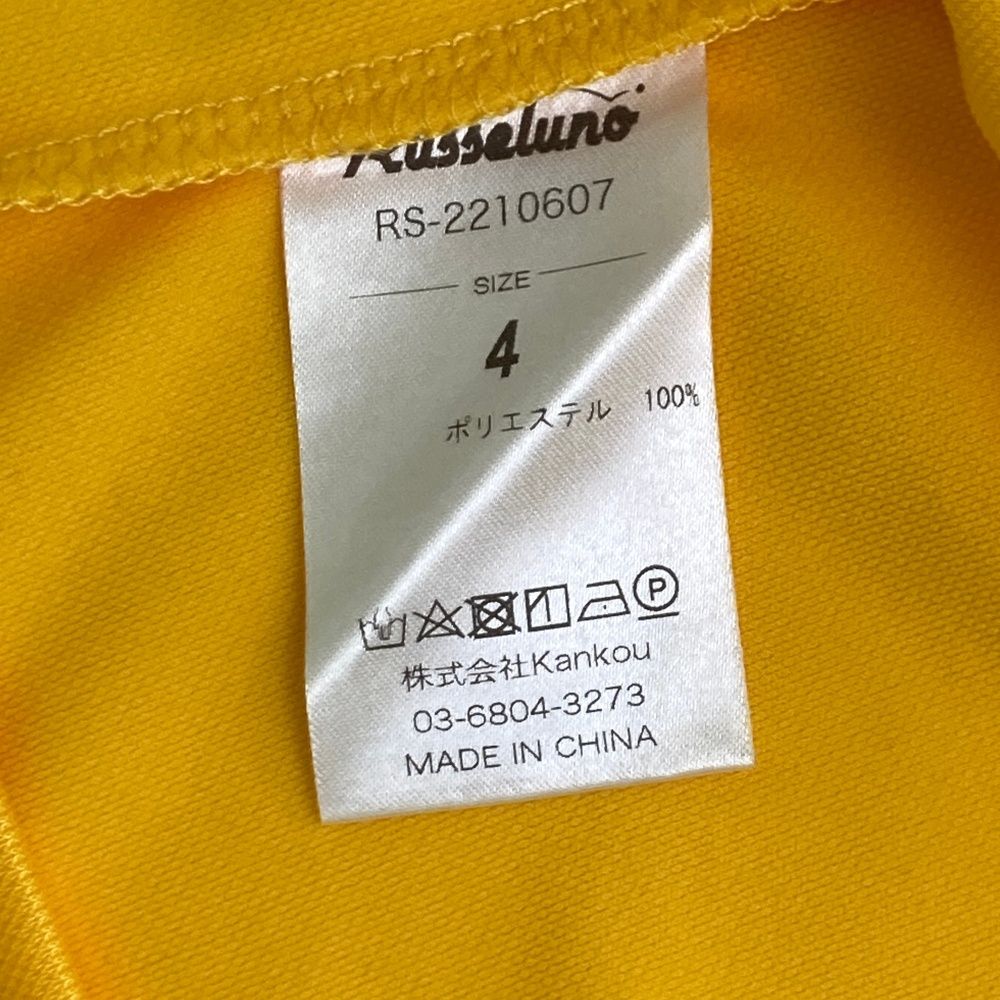 Russeluno
RS-2210607
SIZE
4
ポリエステル 100%
P
株式会社Kankou
03-6804-3273
MADE IN CHINA